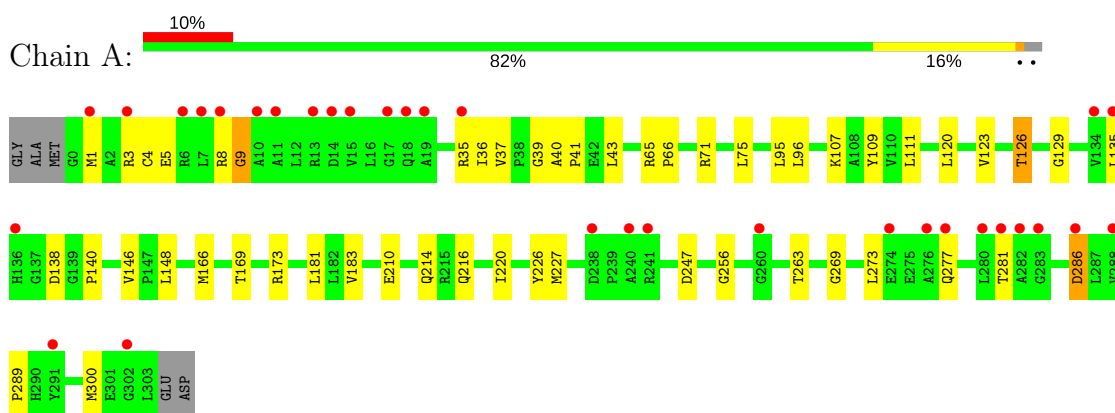 10%
Chain A:
82% 16% • •
GLY ALA MET G0 M1 A2 R3 C4 E5 R6 L7 R8 G9 A10 A11 L12 R13 D14 V15 L16 G17 Q18 A19 R35 I36 V37 P38 G39 A40 P41 E42 L43 R65 P66 R71 L75 L95 L96 K107 A108 Y109 V110 L111 L120 V123 T126 G129 V134 L135
H136 G137 D138 G139 P140 V146 P147 L148 M166 T169 R173 L181 L182 V183 E210 Q214 R215 Q216 I220 Y226 M227 D238 P239 A240 R241 D247 G256 G260 T263 G269 L273 E274 E275 A276 Q277 L280 T281 A282 G283 D286 L287 V288
P289 H290 Y291 M300 E301 G302 L303 GLU ASP